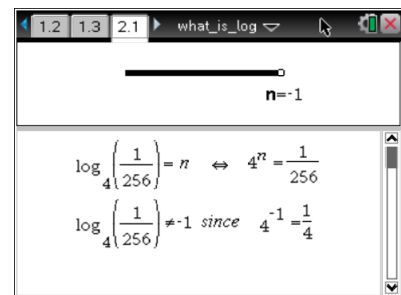 1.2 1.3 2.1 what_is_log
n=-1
log₄(1/256) = n ⇔ 4ⁿ = 1/256
log₄(1/256) ≠ -1 since 4⁻¹ = 1/4